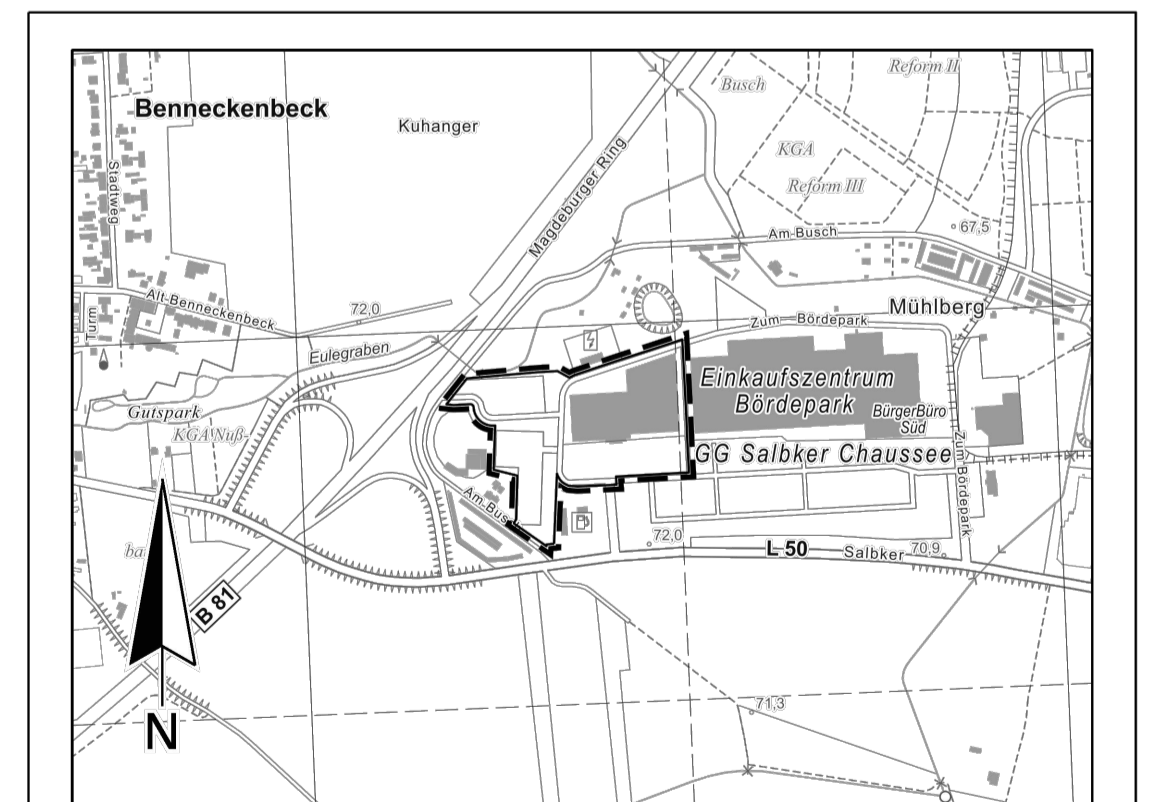 Reform II
Busch
Benneckenbeck
Kuhanger
KGA
Magdeburger Ring
Reform III
Stadtweg
67,5
Am Busch
Alt-Benneckenbeck
72,0
Mühlberg
Turm
Zum Bördepark
Eulegraben
Einkaufszentrum
Bördepark
Gutspark
BürgerBüro
Süd
KGA Nuß-
GG Salbker Chaussee
Zum Bördepark
Am Busch
72,0
L 50
Salbker
70,9
B 81
71,3
N